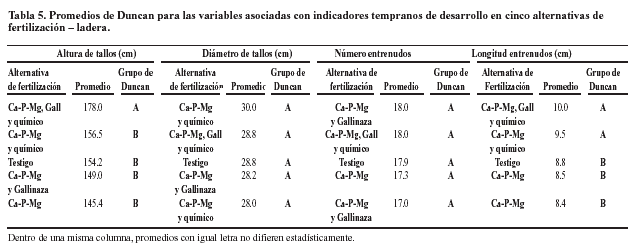 Tabla 5. Promedios de Duncan para las variables asociadas con indicadores tempranos de desarrollo en cinco alternativas de
fertilización – ladera.
Altura de tallos (cm) Diámetro de tallos (cm) Número entrenudos Longitud entrenudos (cm)
Alternativa Grupo de Alternativa Grupo de Alternativa de Grupo de Alternativa de Grupo de
de fertilización Promedio Duncan de fertilización Promedio Duncan fertilización Promedio Duncan Fertilización Promedio Duncan
Ca-P-Mg, Gall 178.0 A Ca-P-Mg 30.0 A Ca-P-Mg 18.0 A Ca-P-Mg, Gall 10.0 A
y químico y Gallinaza y químico
Ca-P-Mg 156.5 B Ca-P-Mg, Gall 28.8 A Ca-P-Mg, Gall 18.0 A Ca-P-Mg 9.5 A
y químico y químico y químico y químico
Testigo 154.2 B Testigo 28.8 A Testigo 17.9 A Testigo 8.8 B
Ca-P-Mg 149.0 B Ca-P-Mg 28.2 A Ca-P-Mg 17.3 A Ca-P-Mg 8.5 B
y Gallinaza y Gallinaza
Ca-P-Mg 145.4 B Ca-P-Mg 28.0 A Ca-P-Mg 17.0 A Ca-P-Mg 8.4 B
y químico y Gallinaza
Dentro de una misma columna, promedios con igual letra no difieren estadísticamente.